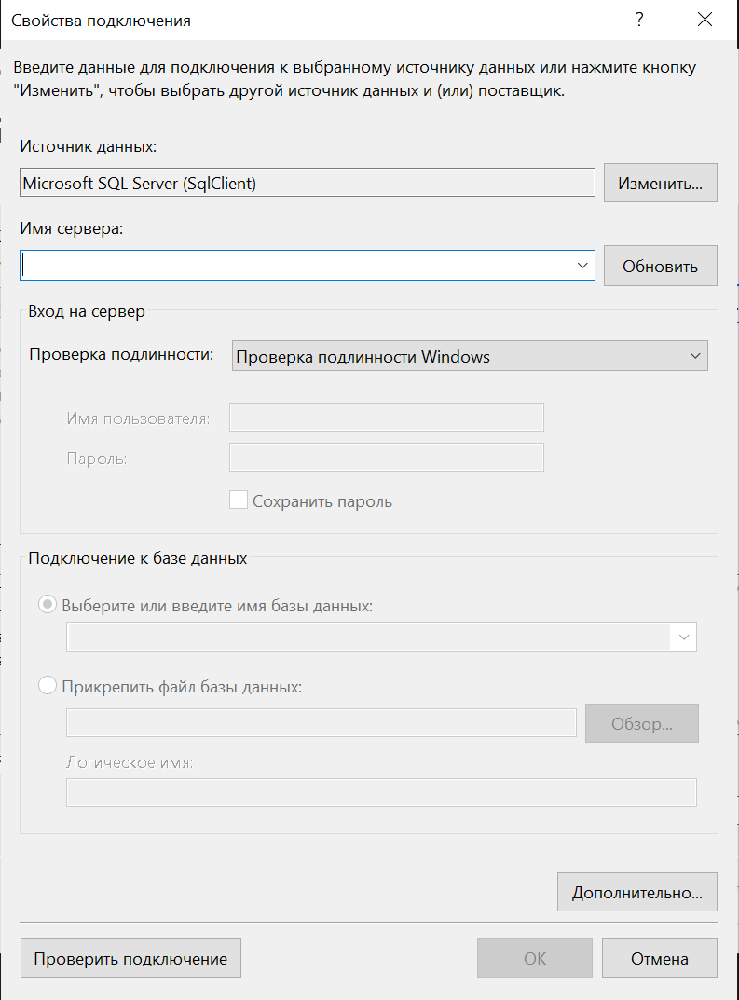 Свойства подключения
?
Введите данные для подключения к выбранному источнику данных или нажмите кнопку
"Изменить", чтобы выбрать другой источник данных и (или) поставщик.
Источник данных:
Microsoft SQL Server (SqlClient)
Изменить...
Имя сервера:
Обновить
Вход на сервер
Проверка подлинности:
Проверка подлинности Windows
Имя пользователя:
Пароль:
Сохранить пароль
Подключение к базе данных
Выберите или введите имя базы данных:
Прикрепить файл базы данных:
Обзор...
Логическое имя:
Дополнительно...
Проверить подключение
ОК
Отмена